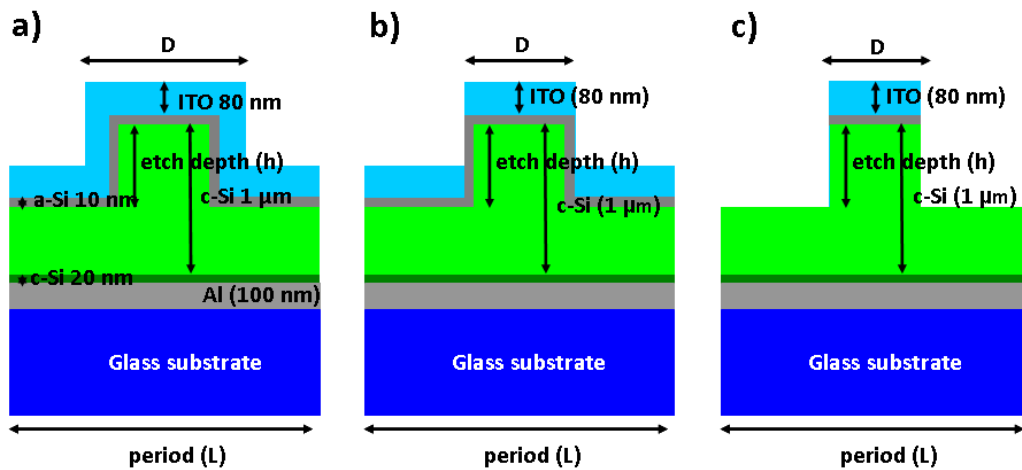 a)
D
ITO 80 nm
etch depth (h)
c-Si 1 µm
a-Si 10 nm
c-Si 20 nm
Al (100 nm)
Glass substrate
period (L)
b)
D
ITO (80 nm)
etch depth (h)
c-Si (1 µm)
Glass substrate
period (L)
c)
D
ITO (80 nm)
etch depth (h)
c-Si (1 µm)
Glass substrate
period (L)